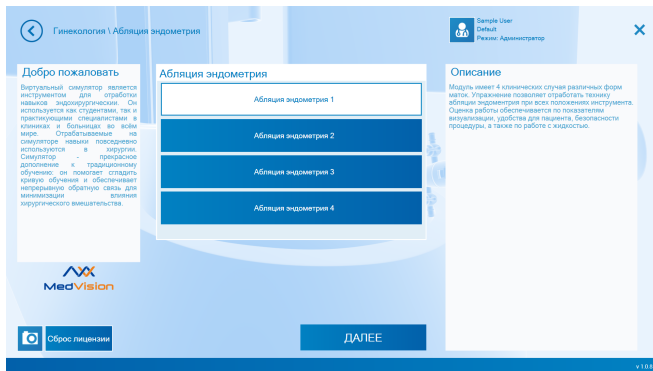 Гинекология \ Абляция эндометрия
Sample User
Default
Режим: Администратор
Добро пожаловать
Виртуальный симулятор является
инструментом для отработки
навыков эндохирургически. Он
используется как студентами, так и
практикующими специалистами в
клиниках и больницах во всём
мире. Отрабатываемые на
симуляторе навыки повседневно
используются в хирургии.
Симулятор - прекрасное
дополнение к традиционному
обучению: он помогает сгладить
кривую обучения и обеспечивает
непрерывную обратную связь для
минимизации влияния
хирургического вмешательства.
Абляция эндометрия
Абляция эндометрия 1
Абляция эндометрия 2
Абляция эндометрия 3
Абляция эндометрия 4
Описание
Модуль имеет 4 клинических случая различных форм
маток. Упражнение позволяет отработать технику
абляции эндоментрия при всех положениях инструмента.
Оценка работы обеспечивается по показателям
визуализации, удобства для пациента, безопасности
процедуры, а также по работе с жидкостью.
MedVision
Сброс лицензии
ДАЛЕЕ
v 1.0.6